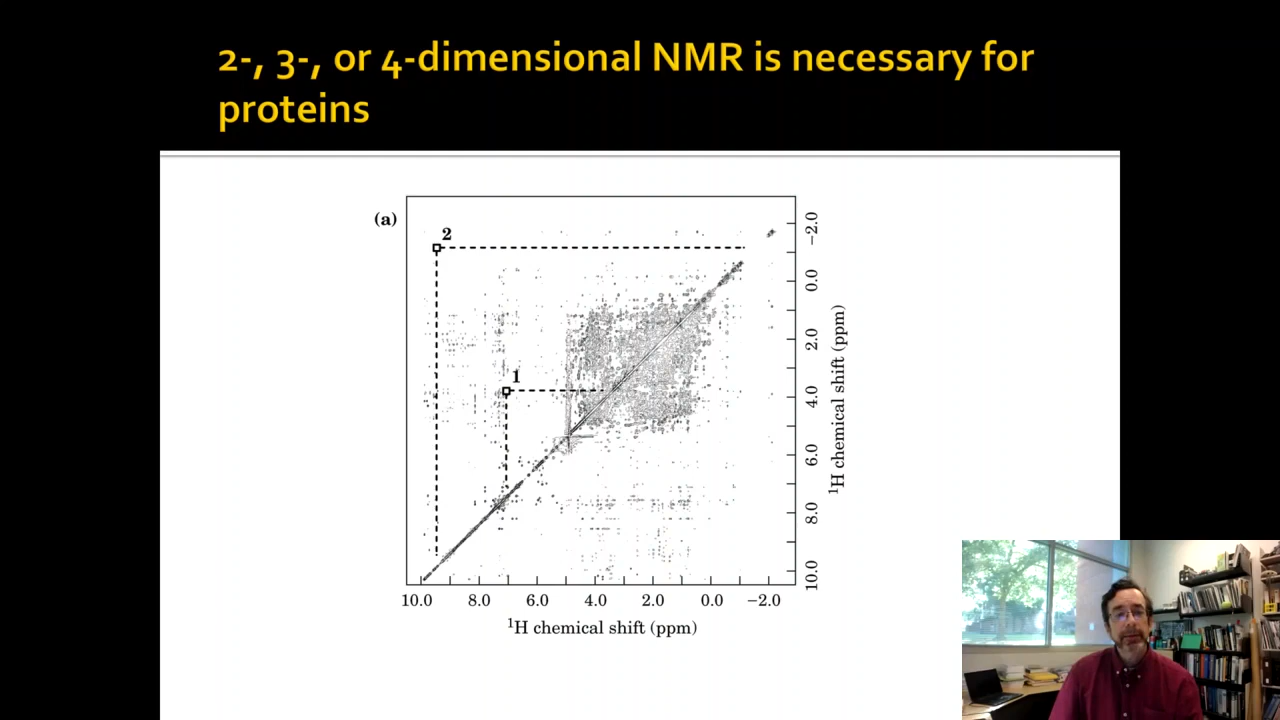 2-, 3-, or 4-dimensional NMR is necessary for
proteins
(a)
2
1
−2.0
0.0
2.0
4.0
6.0
8.0
10.0
¹H chemical shift (ppm)
10.0 8.0 6.0 4.0 2.0 0.0 −2.0
¹H chemical shift (ppm)